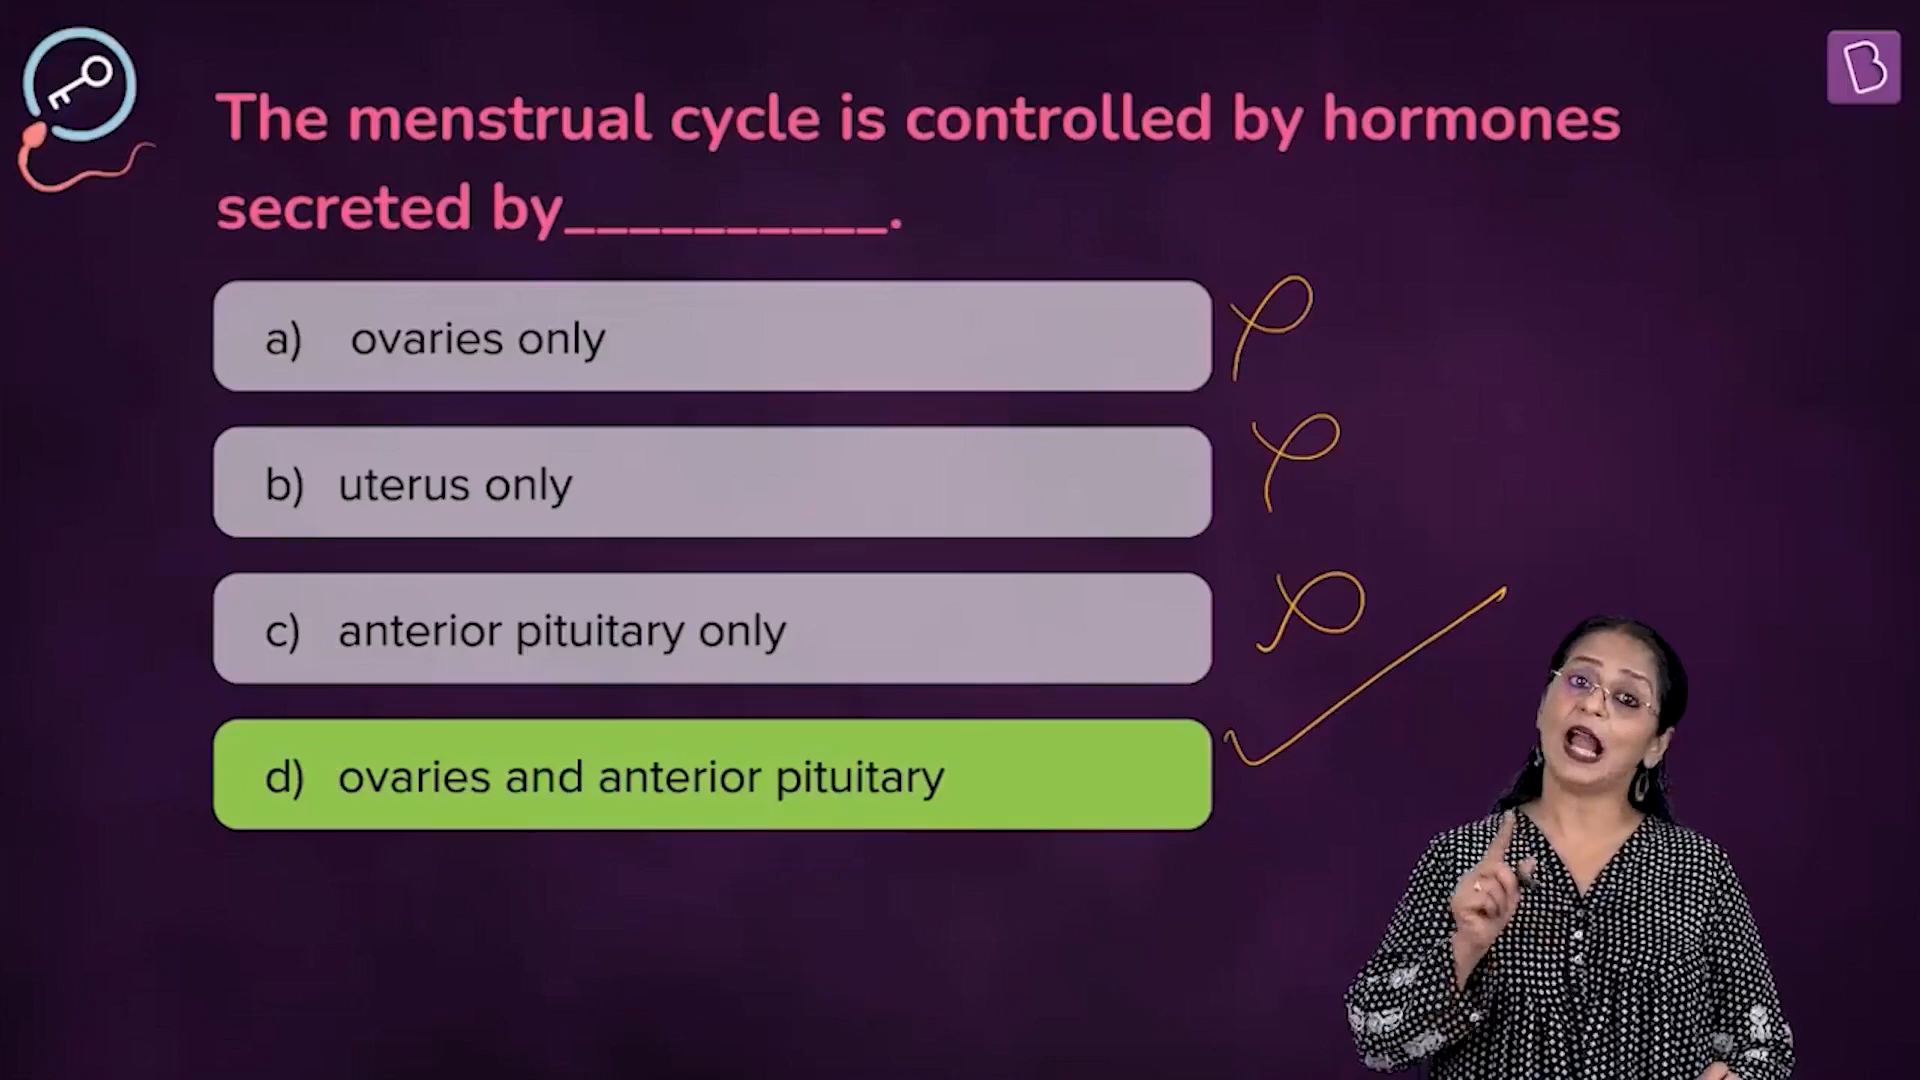 The menstrual cycle is controlled by hormones
secreted by__________.
a) ovaries only
b) uterus only
c) anterior pituitary only
d) ovaries and anterior pituitary
B